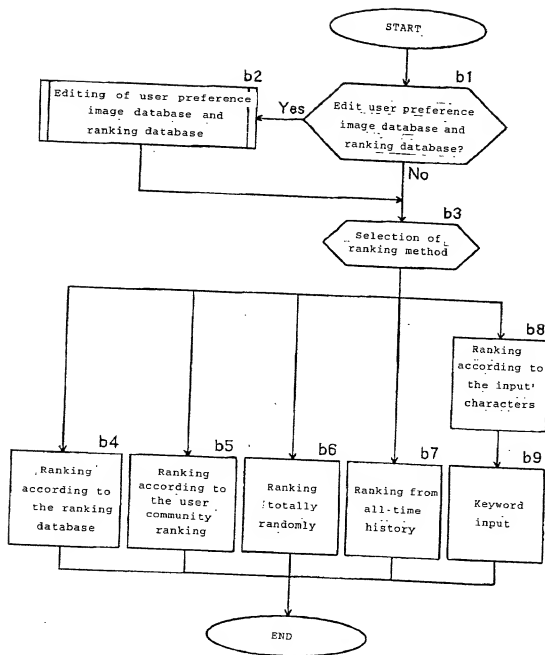 START
b1
b2
Edit user preference
image database and
ranking database?
Yes
Editing of user preference
image database and
ranking database
No
b3
Selection of
ranking method
b8
Ranking
according to
the input
characters
b4
Ranking
according to
the ranking
database
b5
Ranking
according to
the user
community
ranking
b6
Ranking
totally
randomly
b7
Ranking from
all-time
history
b9
Keyword
input
END